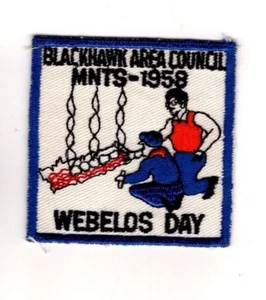 BLACKHAWK AREA COUNCIL
MNTS-1958
WEBELOS DAY